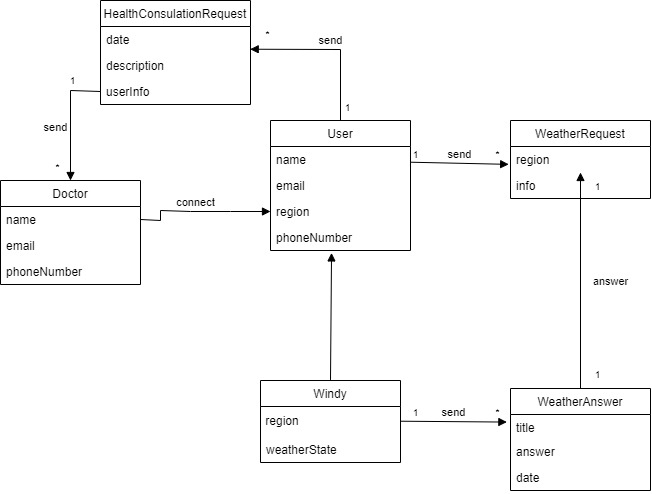 HealthConsulationRequest
date
description
userInfo
*
send
1
1
send
*
User
name
email
region
phoneNumber
1
send
*
WeatherRequest
region
info
1
Doctor
name
email
phoneNumber
connect
answer
1
Windy
region
weatherState
1
send
*
WeatherAnswer
title
answer
date